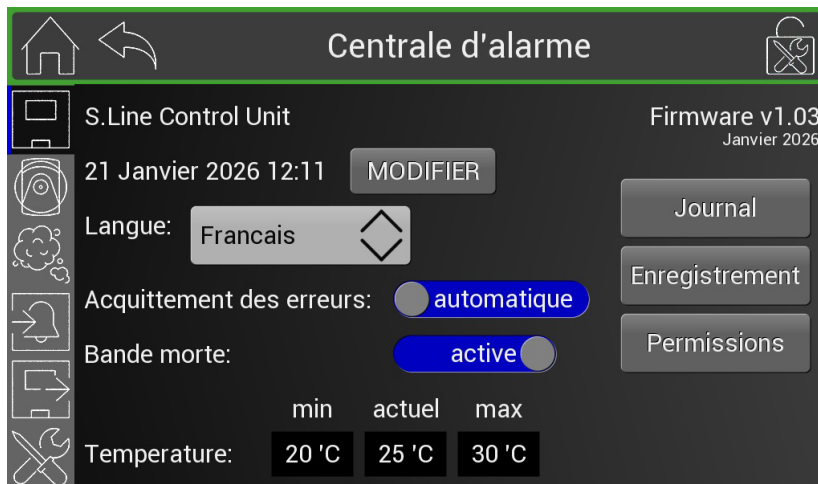 Centrale d'alarme
S.Line Control Unit
Firmware v1.03
Janvier 2026
21 Janvier 2026 12:11 MODIFIER
Journal
Langue: Francais
Enregistrement
Acquittement des erreurs: automatique
Permissions
Bande morte: active
min actuel max
Temperature: 20 'C 25 'C 30 'C